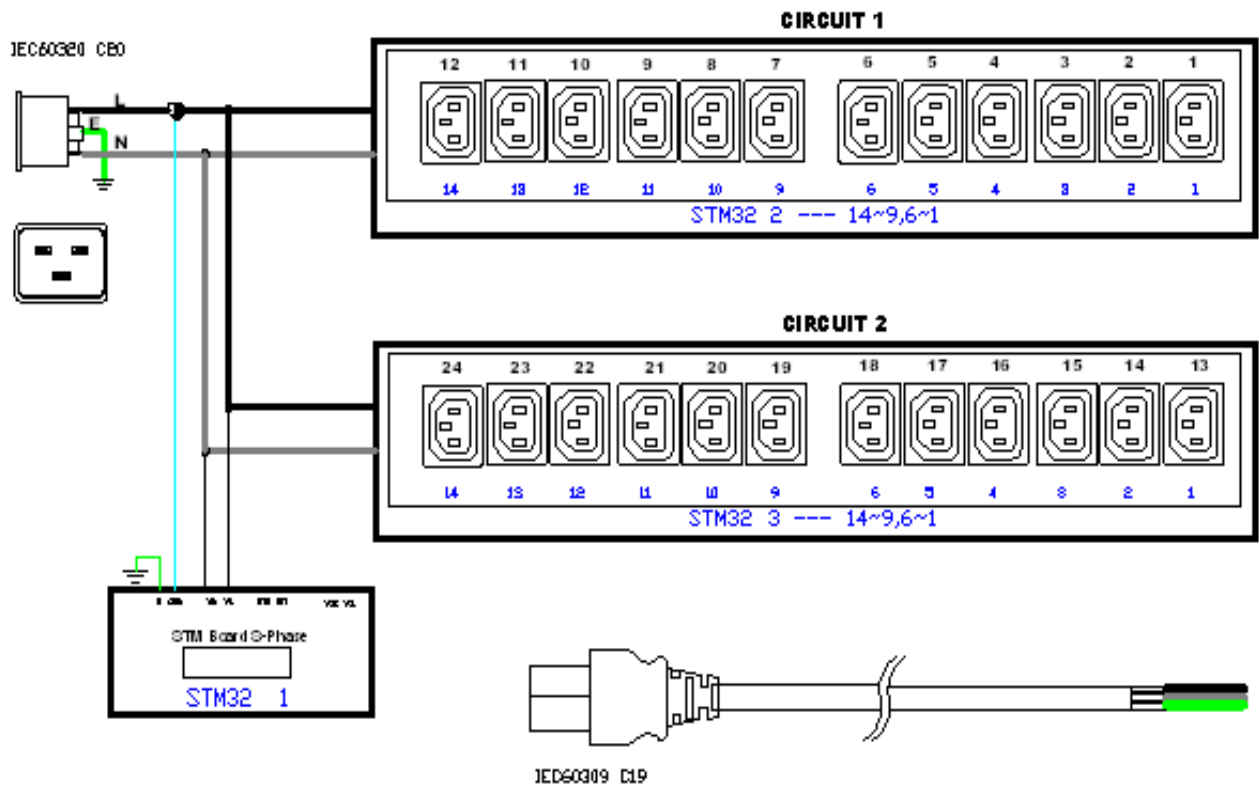 CIRCUIT 1
IEC60320 C20
12 11 10 9 8 7 6 5 4 3 2 1
L
E
N
14 13 12 11 10 9 6 5 4 3 2 1
STM32 2 --- 14~9,6~1
CIRCUIT 2
24 23 22 21 20 19 18 17 16 15 14 13
14 13 12 11 10 9 6 5 4 3 2 1
STM32 3 --- 14~9,6~1
STM Board S-Phase
STM32 1
IEC60309 C19